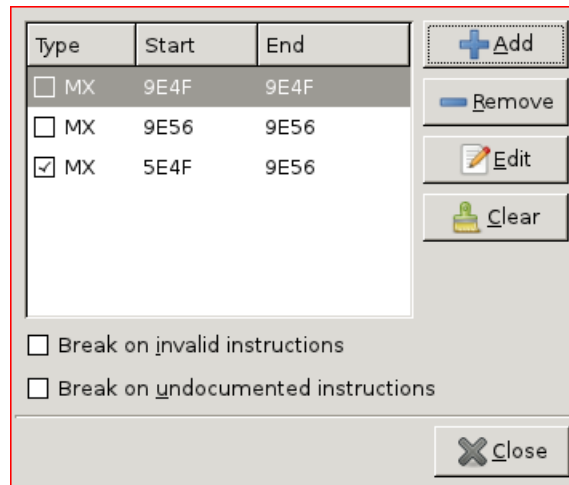 Type Start End
MX 9E4F 9E4F
MX 9E56 9E56
MX 5E4F 9E56
Add
Remove
Edit
Clear
Break on invalid instructions
Break on undocumented instructions
Close